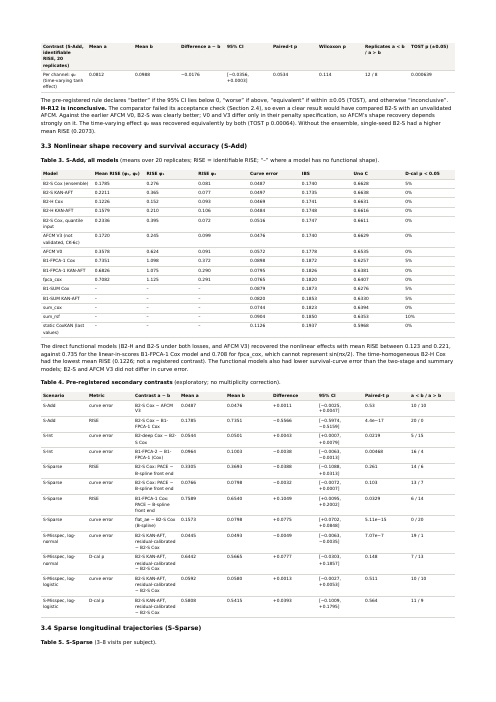 Contrast (S-Add, identifiable RISE, 20 replicates) Mean a Mean b Difference a − b 95% CI Paired-t p Wilcoxon p Replicates a < b / a > b TOST p (±0.05)
Per channel: φ₂ (time-varying tanh effect) 0.0812 0.0988 −0.0176 [−0.0356, +0.0003] 0.0534 0.114 12 / 8 0.000639
The pre-registered rule declares “better” if the 95% CI lies below 0, “worse” if above, “equivalent” if within ±0.05 (TOST), and otherwise “inconclusive”.
H-R12 is inconclusive. The comparator failed its acceptance check (Section 2.4), so even a clear result would have compared B2-S with an unvalidated
AFCM. Against the earlier AFCM V0, B2-S was clearly better; V0 and V3 differ only in their penalty specification, so AFCM's shape recovery depends
strongly on it. The time-varying effect φ₂ was recovered equivalently by both (TOST p 0.00064). Without the ensemble, single-seed B2-S had a higher
mean RISE (0.2073).
3.3 Nonlinear shape recovery and survival accuracy (S-Add)
Table 3. S-Add, all models (means over 20 replicates; RISE = identifiable RISE; “–” where a model has no functional shape).
Model Mean RISE (φ₁, φ₂) RISE φ₁ RISE φ₂ Curve error IBS Uno C D-cal p < 0.05
B2-S Cox (ensemble) 0.1785 0.276 0.081 0.0487 0.1740 0.6628 5%
B2-S KAN-AFT 0.2211 0.365 0.077 0.0497 0.1735 0.6638 0%
B2-H Cox 0.1226 0.152 0.093 0.0469 0.1741 0.6631 0%
B2-H KAN-AFT 0.1579 0.210 0.106 0.0484 0.1748 0.6616 0%
B2-S Cox, quantile input 0.2336 0.395 0.072 0.0516 0.1747 0.6611 0%
AFCM V3 (not validated, CR-6c) 0.1720 0.245 0.099 0.0476 0.1740 0.6629 0%
AFCM V0 0.3578 0.624 0.091 0.0572 0.1778 0.6535 0%
B1-FPCA-1 Cox 0.7351 1.098 0.372 0.0898 0.1872 0.6257 5%
B1-FPCA-1 KAN-AFT 0.6826 1.075 0.290 0.0795 0.1826 0.6381 0%
fpca_cox 0.7082 1.125 0.291 0.0765 0.1820 0.6407 0%
B1-SUM Cox – – – 0.0879 0.1873 0.6276 5%
B1-SUM KAN-AFT – – – 0.0820 0.1853 0.6330 5%
sum_cox – – – 0.0744 0.1823 0.6394 0%
sum_rsf – – – 0.0903 0.1850 0.6353 10%
static CoxKAN (last values) – – – 0.1126 0.1937 0.5968 0%
The direct functional models (B2-H and B2-S under both losses, and AFCM V3) recovered the nonlinear effects with mean RISE between 0.123 and 0.221,
against 0.735 for the linear-in-scores B1-FPCA-1 Cox model and 0.708 for fpca_cox, which cannot represent sin(πx/2). The time-homogeneous B2-H Cox
had the lowest mean RISE (0.1226; not a registered contrast). The functional models also had lower survival-curve error than the two-stage and summary
models; B2-S and AFCM V3 did not differ in curve error.
Table 4. Pre-registered secondary contrasts (exploratory; no multiplicity correction).
Scenario Metric Contrast a − b Mean a Mean b Difference 95% CI Paired-t p a < b / a > b
S-Add curve error B2-S Cox − AFCM V3 0.0487 0.0476 +0.0011 [−0.0025, +0.0047] 0.53 10 / 10
S-Add RISE B2-S Cox − B1-FPCA-1 Cox 0.1785 0.7351 −0.5566 [−0.5974, −0.5159] 4.4e−17 20 / 0
S-Int curve error B2-deep Cox − B2-S Cox 0.0544 0.0501 +0.0043 [+0.0007, +0.0079] 0.0219 5 / 15
S-Int curve error B1-FPCA-2 − B1-FPCA-1 (Cox) 0.0964 0.1003 −0.0038 [−0.0063, −0.0013] 0.00468 16 / 4
S-Sparse RISE B2-S Cox: PACE − B-spline front end 0.3305 0.3693 −0.0388 [−0.1088, +0.0313] 0.261 14 / 6
S-Sparse curve error B2-S Cox: PACE − B-spline front end 0.0766 0.0798 −0.0032 [−0.0072, +0.0007] 0.103 13 / 7
S-Sparse RISE B1-FPCA-1 Cox: PACE − B-spline front end 0.7589 0.6540 +0.1049 [+0.0095, +0.2002] 0.0329 6 / 14
S-Sparse curve error flat_ae − B2-S Cox (B-spline) 0.1573 0.0798 +0.0775 [+0.0702, +0.0848] 5.11e−15 0 / 20
S-Misspec, log-normal curve error B2-S KAN-AFT, residual-calibrated − B2-S Cox 0.0445 0.0493 −0.0049 [−0.0063, −0.0035] 7.07e−7 19 / 1
S-Misspec, log-normal D-cal p B2-S KAN-AFT, residual-calibrated − B2-S Cox 0.6442 0.5665 +0.0777 [−0.0303, +0.1857] 0.148 7 / 13
S-Misspec, log-logistic curve error B2-S KAN-AFT, residual-calibrated − B2-S Cox 0.0592 0.0580 +0.0013 [−0.0027, +0.0053] 0.511 10 / 10
S-Misspec, log-logistic D-cal p B2-S KAN-AFT, residual-calibrated − B2-S Cox 0.5808 0.5415 +0.0393 [−0.1009, +0.1795] 0.564 11 / 9
3.4 Sparse longitudinal trajectories (S-Sparse)
Table 5. S-Sparse (3–8 visits per subject).